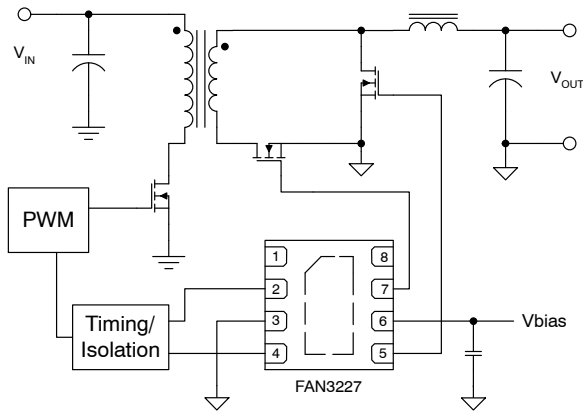 V_IN
V_OUT
PWM
1
8
2
7
3
6
Vbias
Timing/
Isolation
4
5
FAN3227